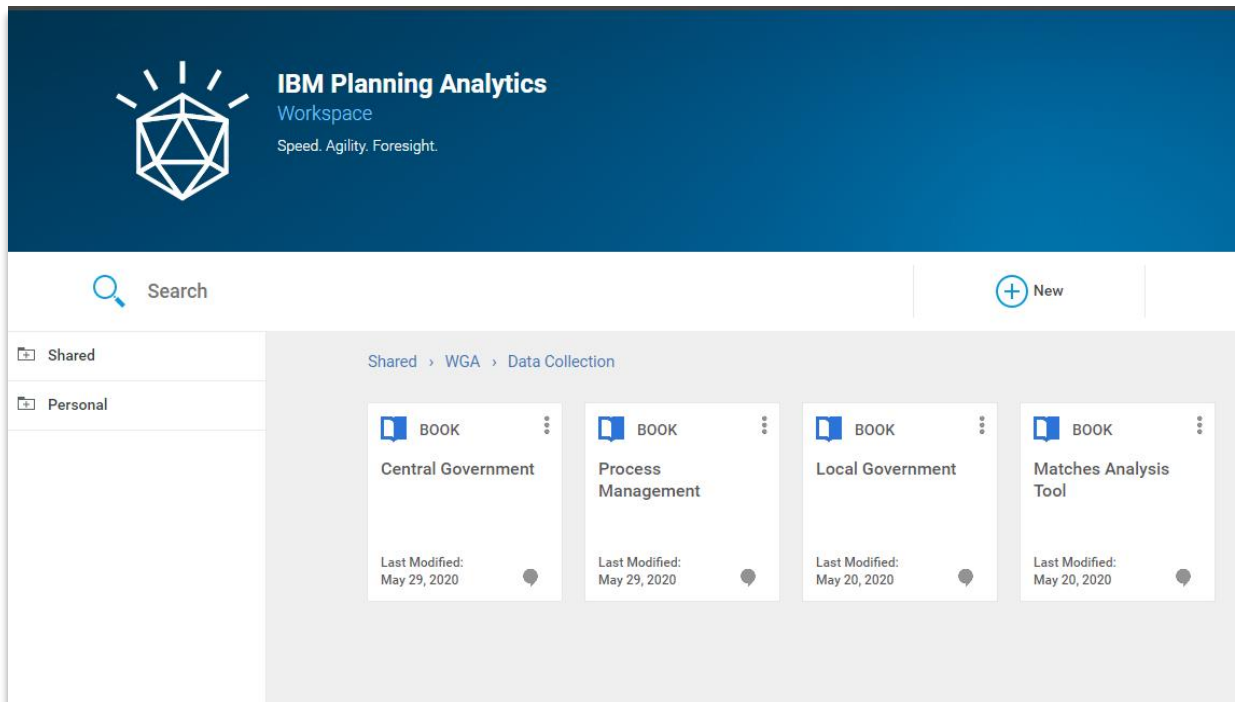 IBM Planning Analytics
Workspace
Speed. Agility. Foresight.
Search
New
Shared
Personal
Shared › WGA › Data Collection
BOOK
Central Government
Last Modified:
May 29, 2020
BOOK
Process
Management
Last Modified:
May 29, 2020
BOOK
Local Government
Last Modified:
May 20, 2020
BOOK
Matches Analysis
Tool
Last Modified:
May 20, 2020